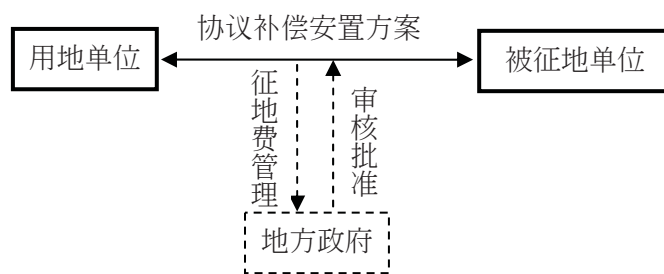 协议补偿安置方案
用地单位
被征地单位
征地费管理
审核批准
地方政府